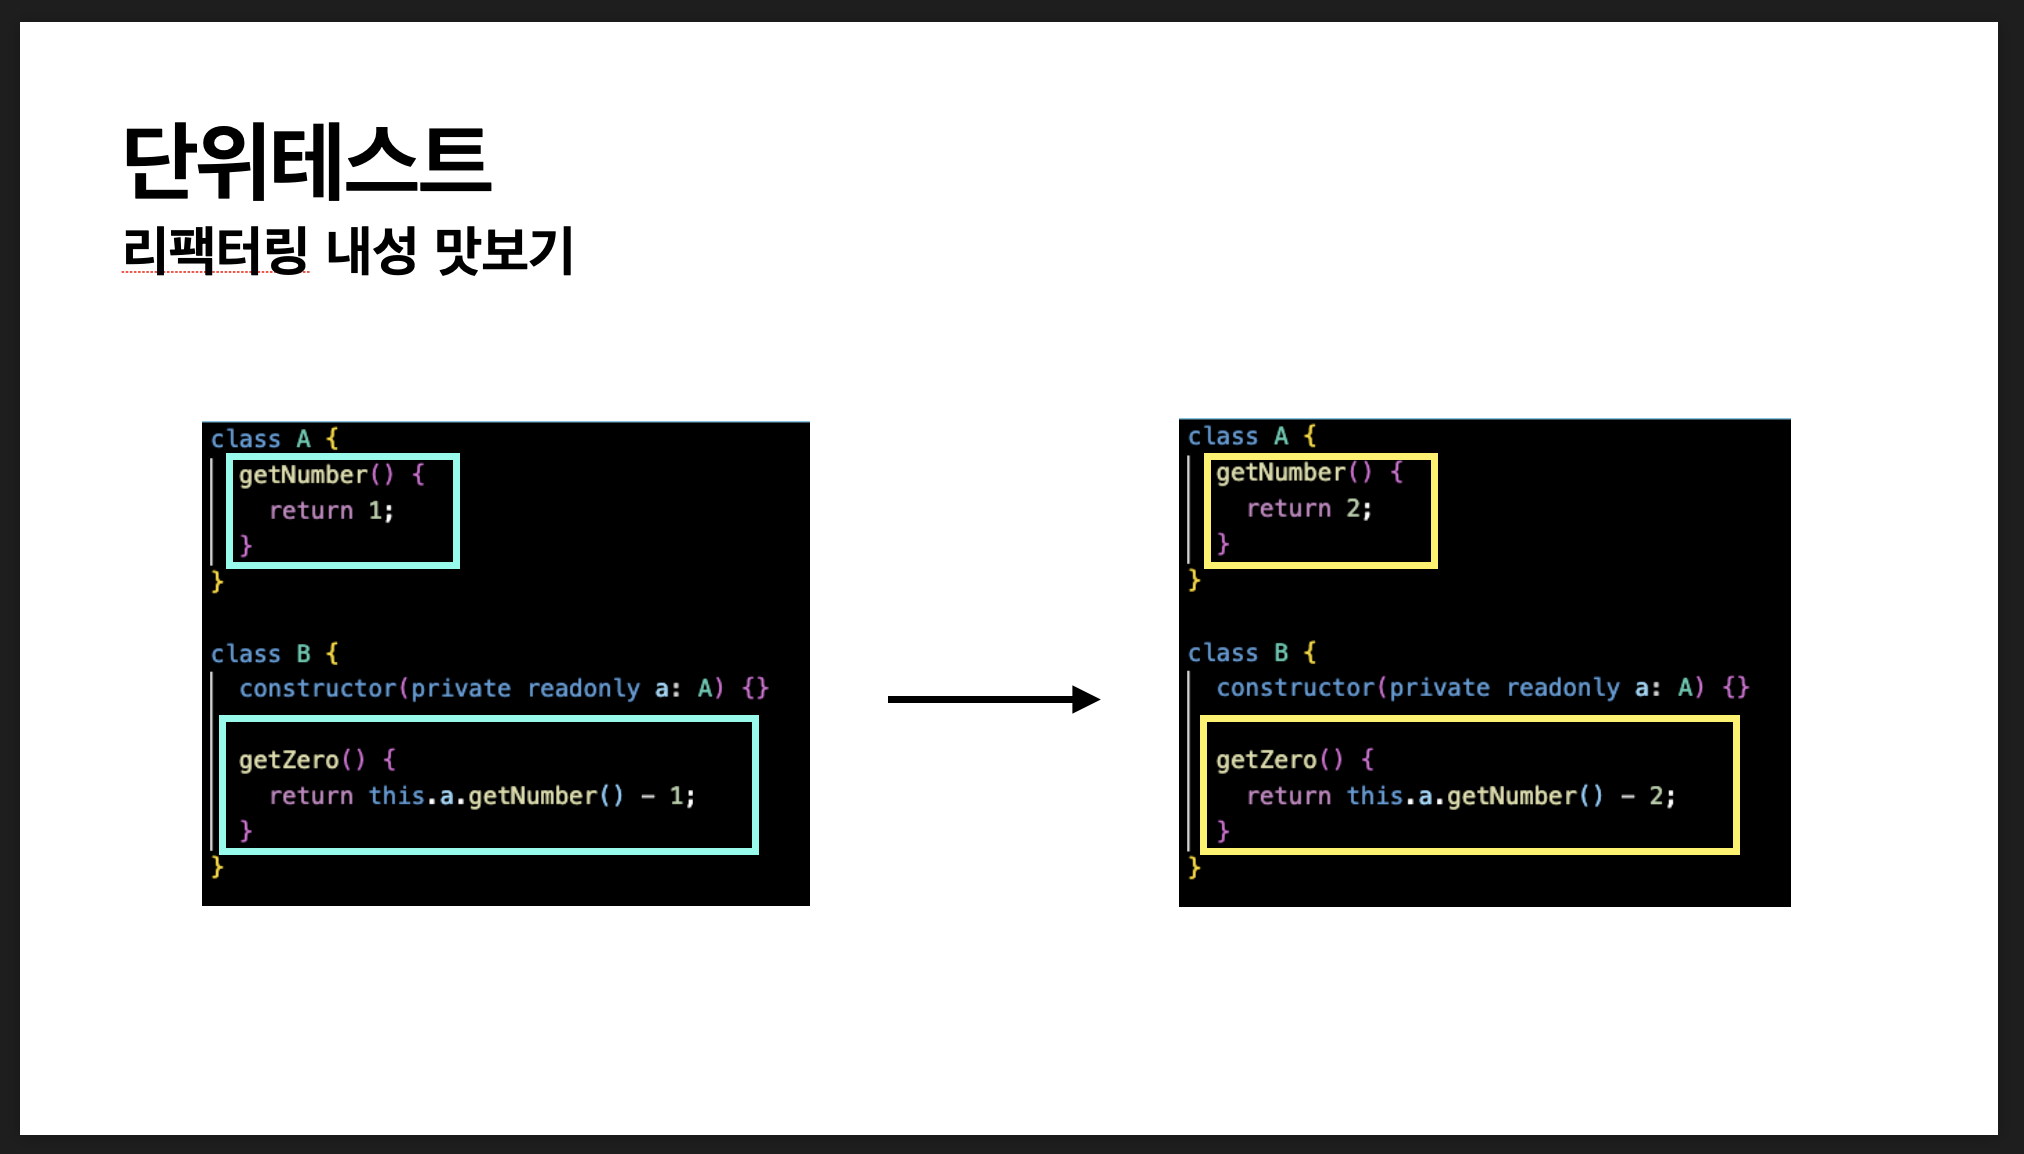 단위테스트
리팩터링 내성 맛보기
class A {
getNumber() {
return 1;
}
}
class B {
constructor(private readonly a: A) {}
getZero() {
return this.a.getNumber() - 1;
}
}
class A {
getNumber() {
return 2;
}
}
class B {
constructor(private readonly a: A) {}
getZero() {
return this.a.getNumber() - 2;
}
}